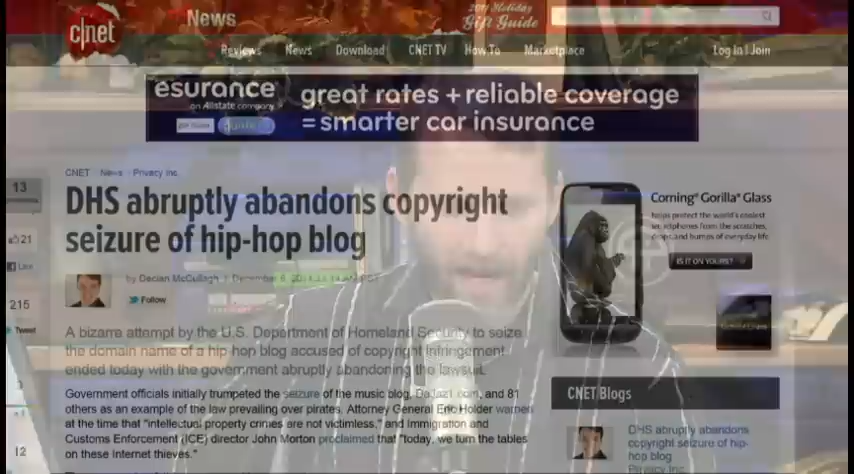 c|net
News
2011 Holiday
Gift Guide
Reviews News Download CNET TV How To Marketplace Log In | Join
esurance
an Allstate company
great rates + reliable coverage
= smarter car insurance
CNET News Privacy Inc.
13
DHS abruptly abandons copyright
seizure of hip-hop blog
21
Like
by Declan McCullagh December
Follow
215
Tweet
A bizarre attempt by the U.S. Department of Homeland Security to seize
the domain name of a hip-hop blog accused of copyright infringement
ended today with the government abruptly abandoning the lawsuit.
Government officials initially trumpeted the seizure of the music blog, Dajaz1.com, and 81
others as an example of the law prevailing over pirates. Attorney General Eric Holder warned
at the time that "intellectual property crimes are not victimless," and Immigration and
Customs Enforcement (ICE) director John Morton proclaimed that "today, we turn the tables
on these Internet thieves."
+1
12
Corning® Gorilla® Glass
helps protect the world's coolest
smartphones from the scratches,
drops and bumps of everyday life.
IS IT ON YOURS? >
CNET Blogs
DHS abruptly abandons
copyright seizure of hip-
hop blog
Privacy Inc.